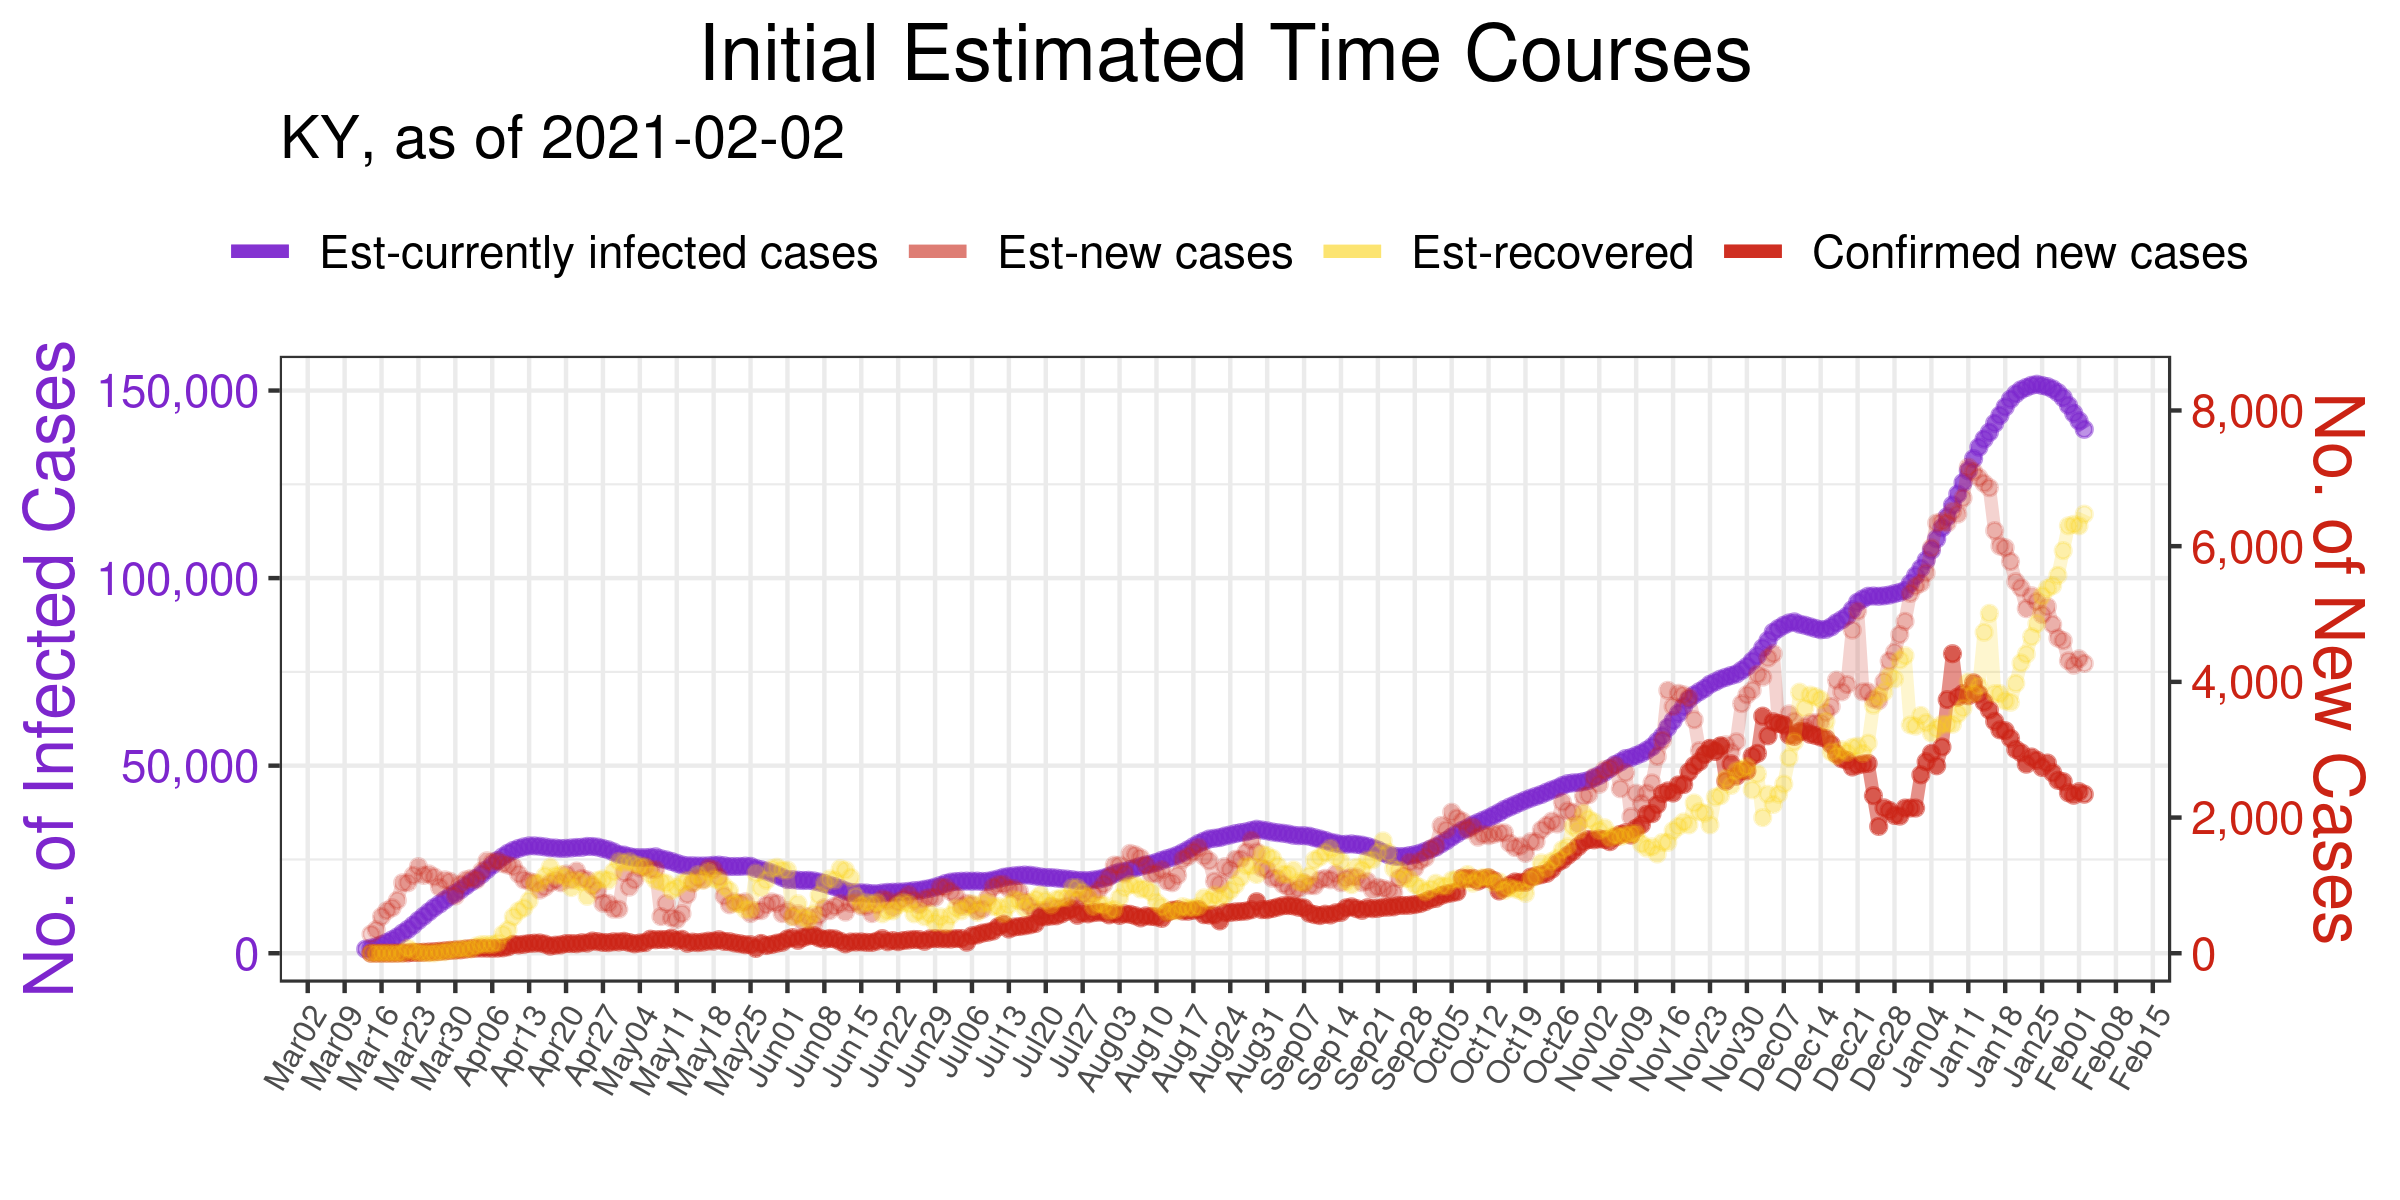 Initial Estimated Time Courses
KY, as of 2021-02-02
Est-currently infected cases Est-new cases Est-recovered Confirmed new cases
No. of Infected Cases
150,000
100,000
50,000
0
8,000
6,000
4,000
2,000
0
No. of New Cases
Mar02 Mar09 Mar16 Mar23 Mar30 Apr06 Apr13 Apr20 Apr27 May04 May11 May18 May25 Jun01 Jun08 Jun15 Jun22 Jun29 Jul06 Jul13 Jul20 Jul27 Aug03 Aug10 Aug17 Aug24 Aug31 Sep07 Sep14 Sep21 Sep28 Oct05 Oct12 Oct19 Oct26 Nov02 Nov09 Nov16 Nov23 Nov30 Dec07 Dec14 Dec21 Dec28 Jan04 Jan11 Jan18 Jan25 Feb01 Feb08 Feb15